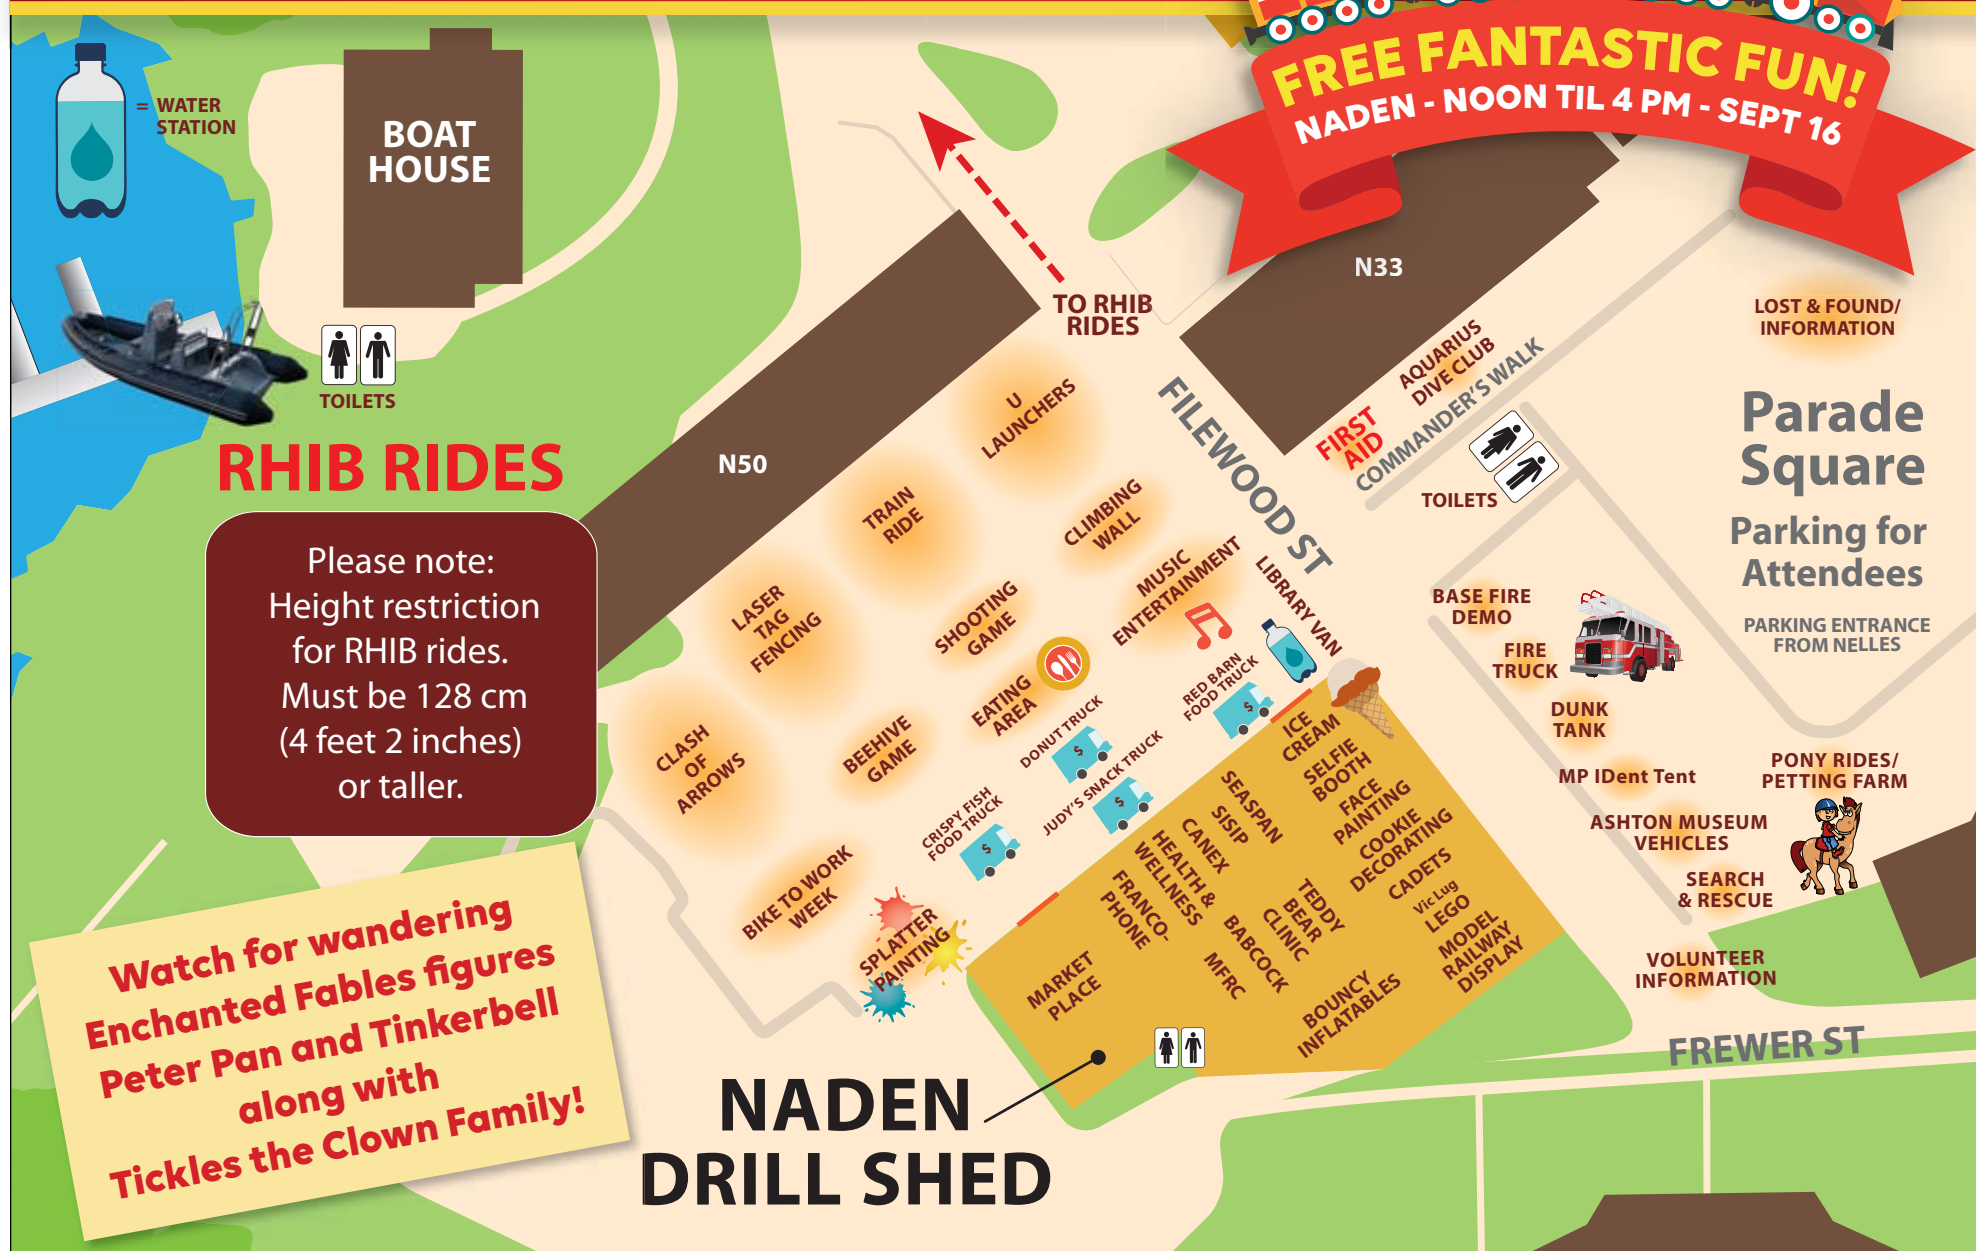 FREE FANTASTIC FUN!
NADEN - NOON TIL 4 PM - SEPT 16
= WATER
STATION
BOAT
HOUSE
TOILETS
RHIB RIDES
Please note:
Height restriction
for RHIB rides.
Must be 128 cm
(4 feet 2 inches)
or taller.
Watch for wandering
Enchanted Fables figures
Peter Pan and Tinkerbell
along with
Tickles the Clown Family!
TO RHIB
RIDES
N33
N50
FILEWOOD ST
AQUARIUS
DIVE CLUB
FIRST
AID
COMMANDER'S WALK
TOILETS
LOST & FOUND/
INFORMATION
Parade
Square
Parking for
Attendees
PARKING ENTRANCE
FROM NELLES
U
LAUNCHERS
TRAIN
RIDE
CLIMBING
WALL
MUSIC
ENTERTAINMENT
LIBRARY VAN
LASER
TAG
FENCING
SHOOTING
GAME
EATING
AREA
CLASH
OF
ARROWS
BEEHIVE
GAME
BIKE TO WORK
WEEK
SPLATTER
PAINTING
RED BARN
FOOD TRUCK
$
DONUT TRUCK
$
JUDY'S SNACK TRUCK
$
CRISPY FISH
FOOD TRUCK
$
BASE FIRE
DEMO
FIRE
TRUCK
DUNK
TANK
MP IDent Tent
PONY RIDES/
PETTING FARM
ASHTON MUSEUM
VEHICLES
SEARCH
& RESCUE
VOLUNTEER
INFORMATION
FREWER ST
ICE
CREAM
SELFIE
BOOTH
FACE
PAINTING
COOKIE
DECORATING
CADETS
Vic Lug
LEGO
MODEL
RAILWAY
DISPLAY
SEASPAN
SISIP
CANEX
HEALTH &
WELLNESS
FRANCO-
PHONE
TEDDY
BEAR
CLINIC
BABCOCK
MFRC
MARKET
PLACE
BOUNCY
INFLATABLES
NADEN
DRILL SHED